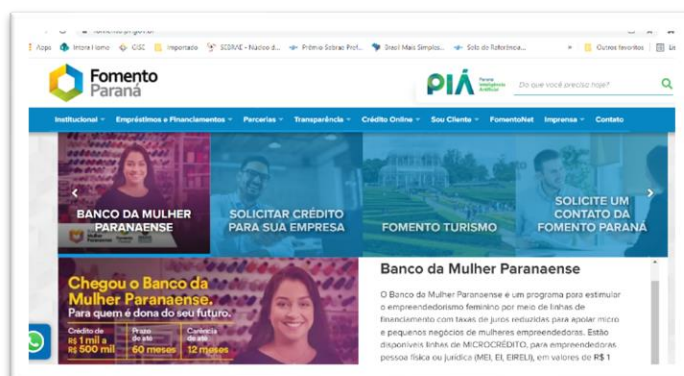 Apps Intera Home CISE Importado SEBRAE - Núcleo d... Prêmio Sebrae Pref... Brasil Mais Simples... Sala de Referência... » Outros favoritos
Fomento
Paraná
PIÁ Paraná Inteligência Artificial
Do que você precisa hoje?
Institucional Empréstimos e Financiamentos Parcerias Transparência Crédito Online Sou Cliente FomentoNet Imprensa Contato
BANCO DA MULHER
PARANAENSE
SOLICITAR CRÉDITO
PARA SUA EMPRESA
FOMENTO TURISMO
SOLICITE UM
CONTATO DA
FOMENTO PARANÁ
Chegou o Banco da
Mulher Paranaense.
Para quem é dona do seu futuro.
Crédito de
R$ 1 mil a
R$ 500 mil
Prazo
de até
60 meses
Carência
de até
12 meses
Banco da Mulher Paranaense
O Banco da Mulher Paranaense é um programa para estimular
o empreendedorismo feminino por meio de linhas de
financiamento com taxas de juros reduzidas para apoiar micro
e pequenos negócios de mulheres empreendedoras. Estão
disponíveis linhas de MICROCRÉDITO, para empreendedoras
pessoa física ou jurídica (MEI, EI, EIRELI), em valores de R$ 1